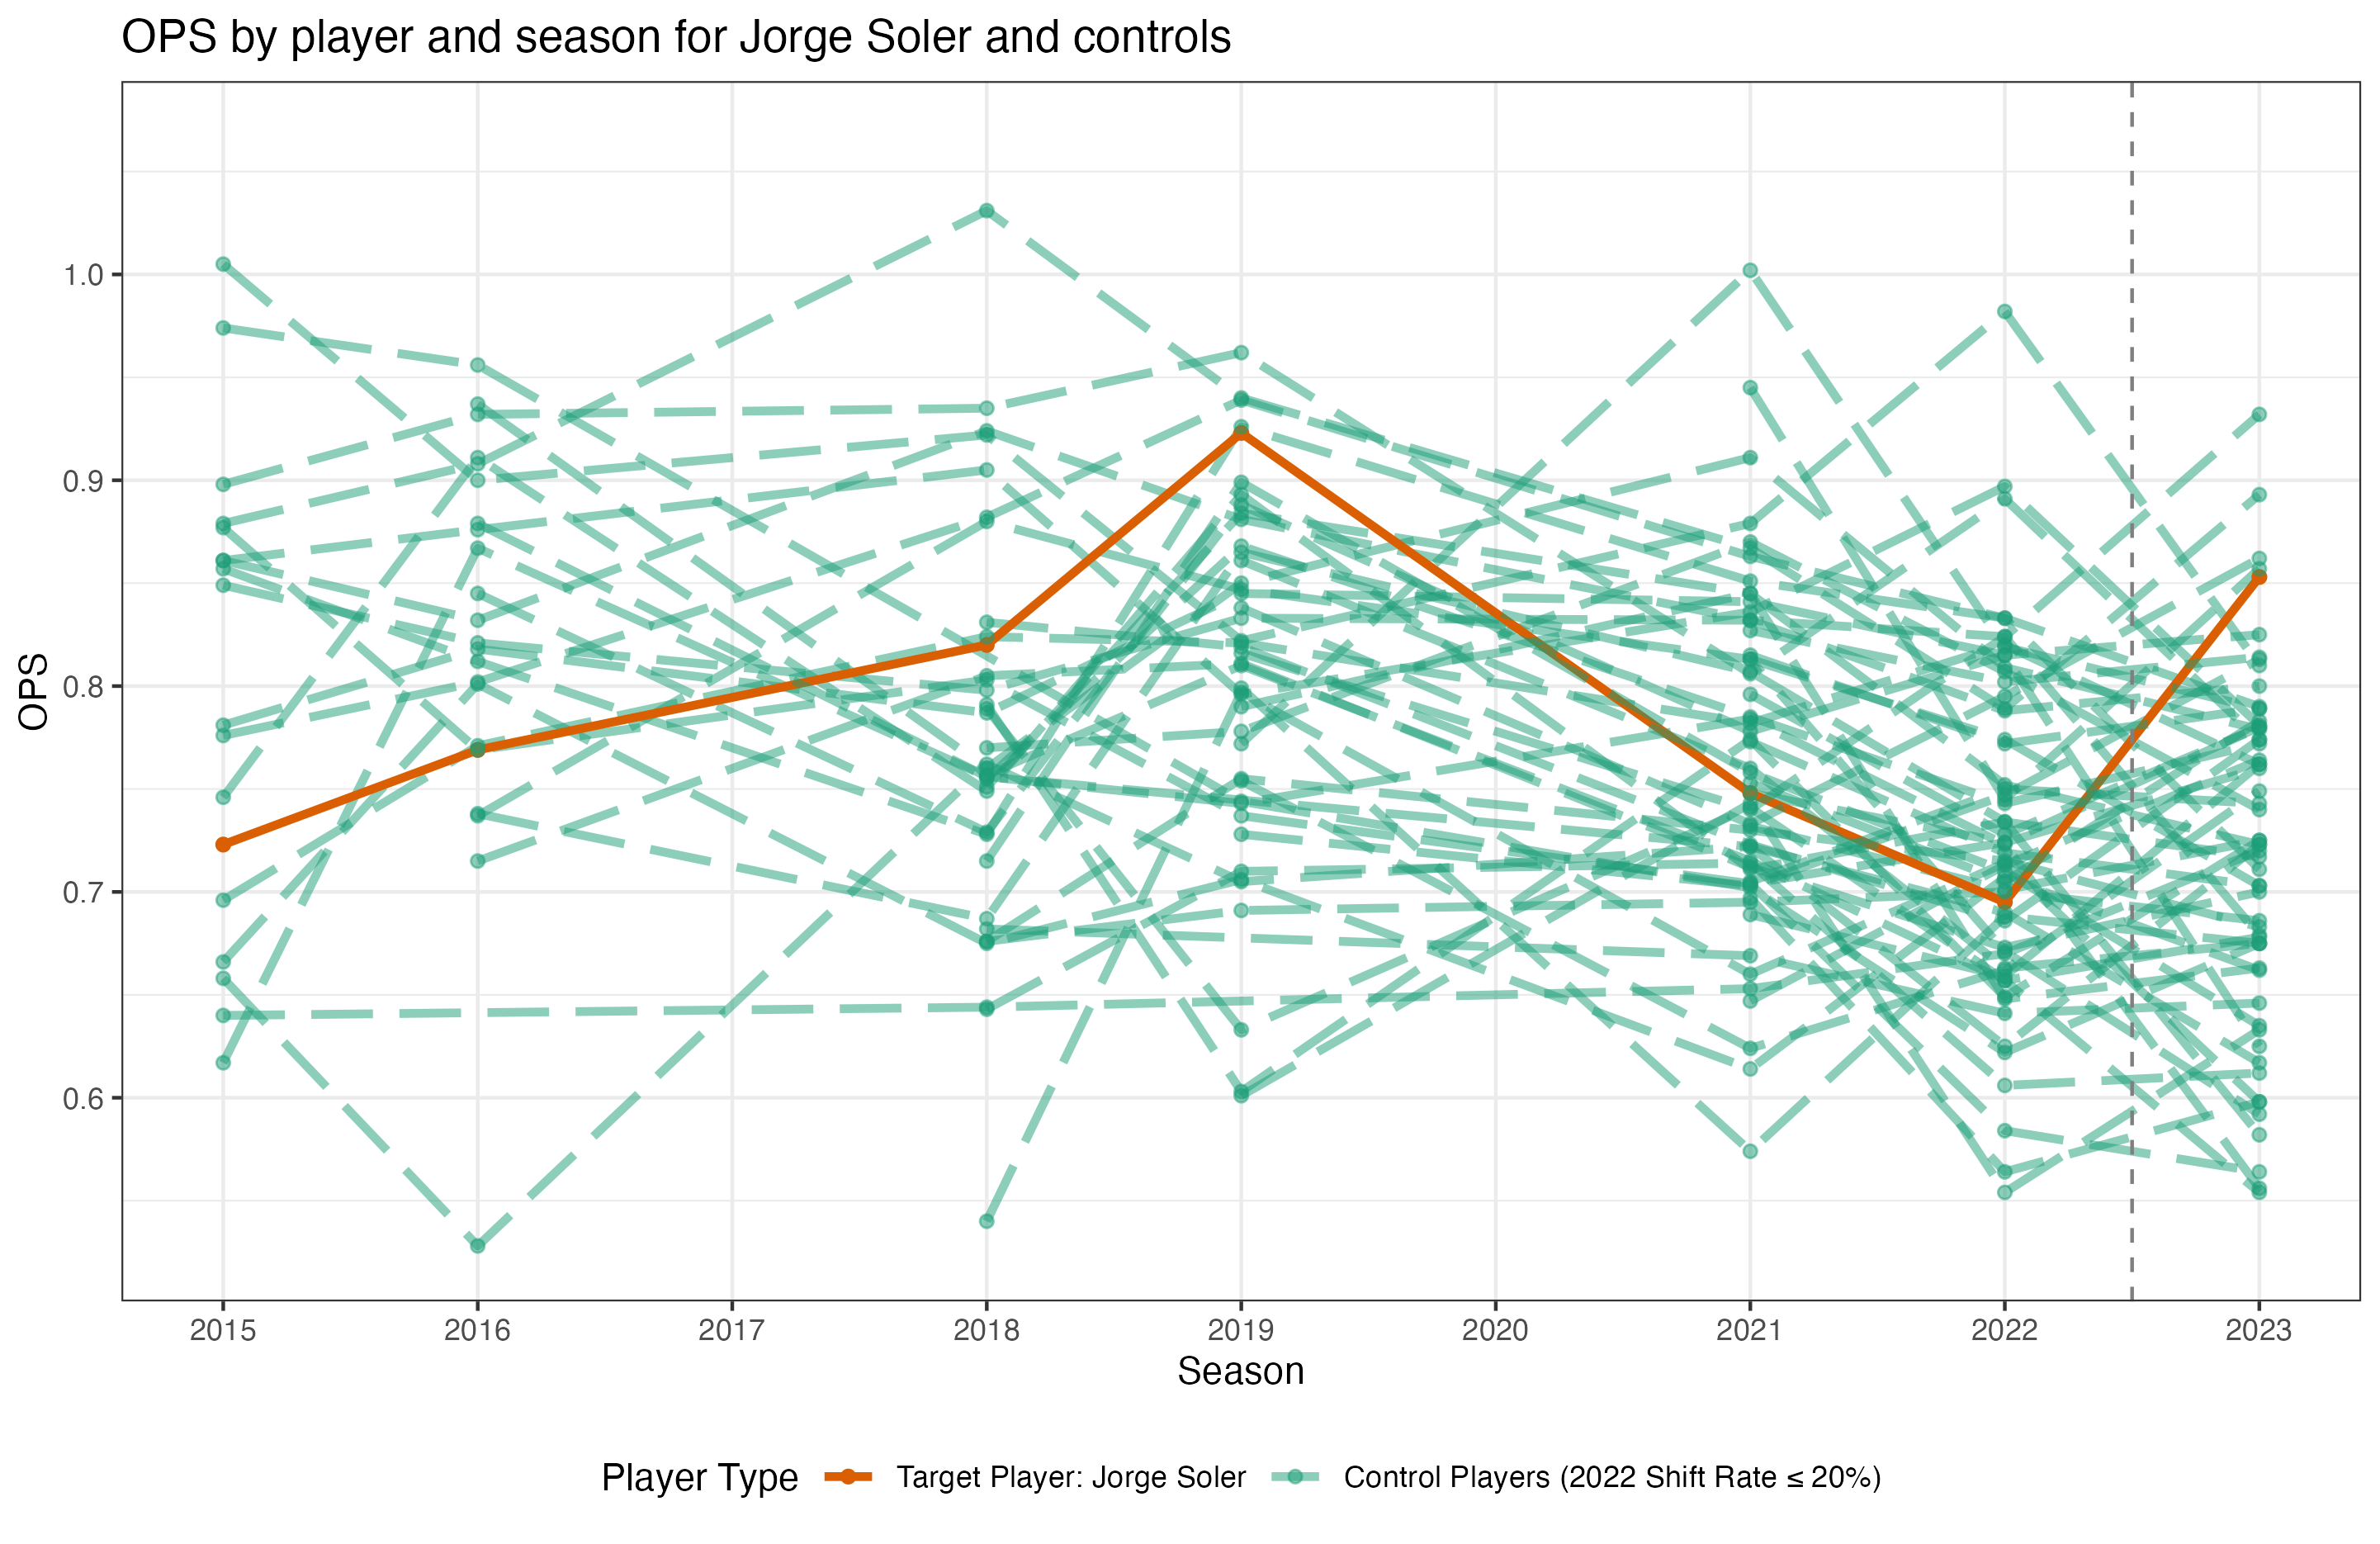 OPS by player and season for Jorge Soler and controls
OPS
1.0
0.9
0.8
0.7
0.6
2015 2016 2017 2018 2019 2020 2021 2022 2023
Season
Player Type Target Player: Jorge Soler Control Players (2022 Shift Rate ≤ 20%)